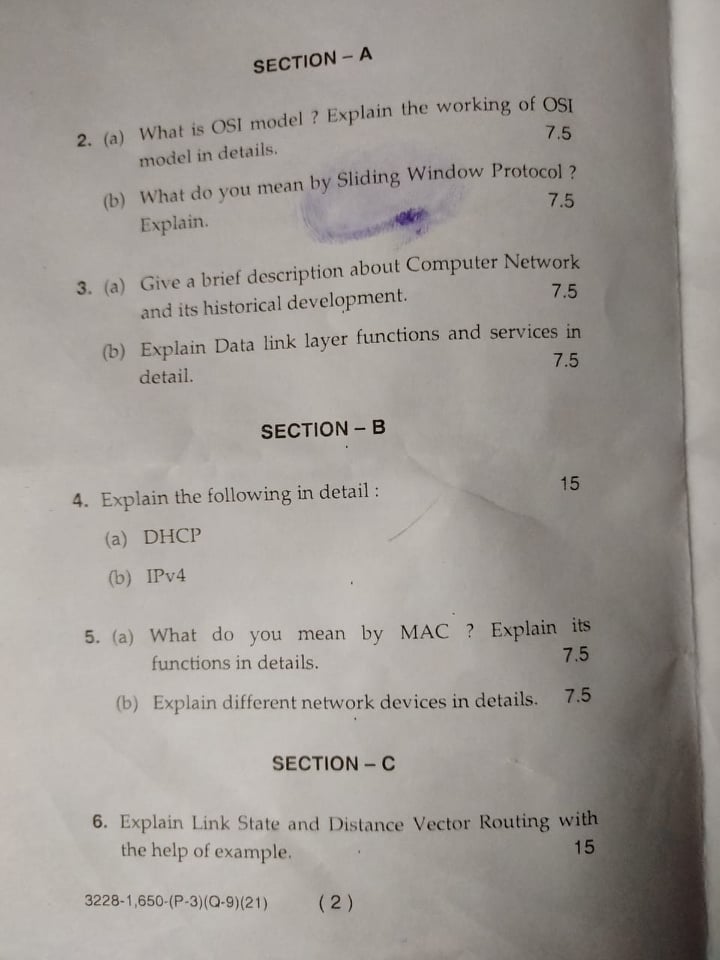 SECTION – A
2. (a) What is OSI model ? Explain the working of OSI
model in details. 7.5
(b) What do you mean by Sliding Window Protocol ?
Explain. 7.5
3. (a) Give a brief description about Computer Network
and its historical development. 7.5
(b) Explain Data link layer functions and services in
detail. 7.5
SECTION – B
4. Explain the following in detail : 15
(a) DHCP
(b) IPv4
5. (a) What do you mean by MAC ? Explain its
functions in details. 7.5
(b) Explain different network devices in details. 7.5
SECTION – C
6. Explain Link State and Distance Vector Routing with
the help of example. 15
3228-1,650-(P-3)(Q-9)(21) ( 2 )